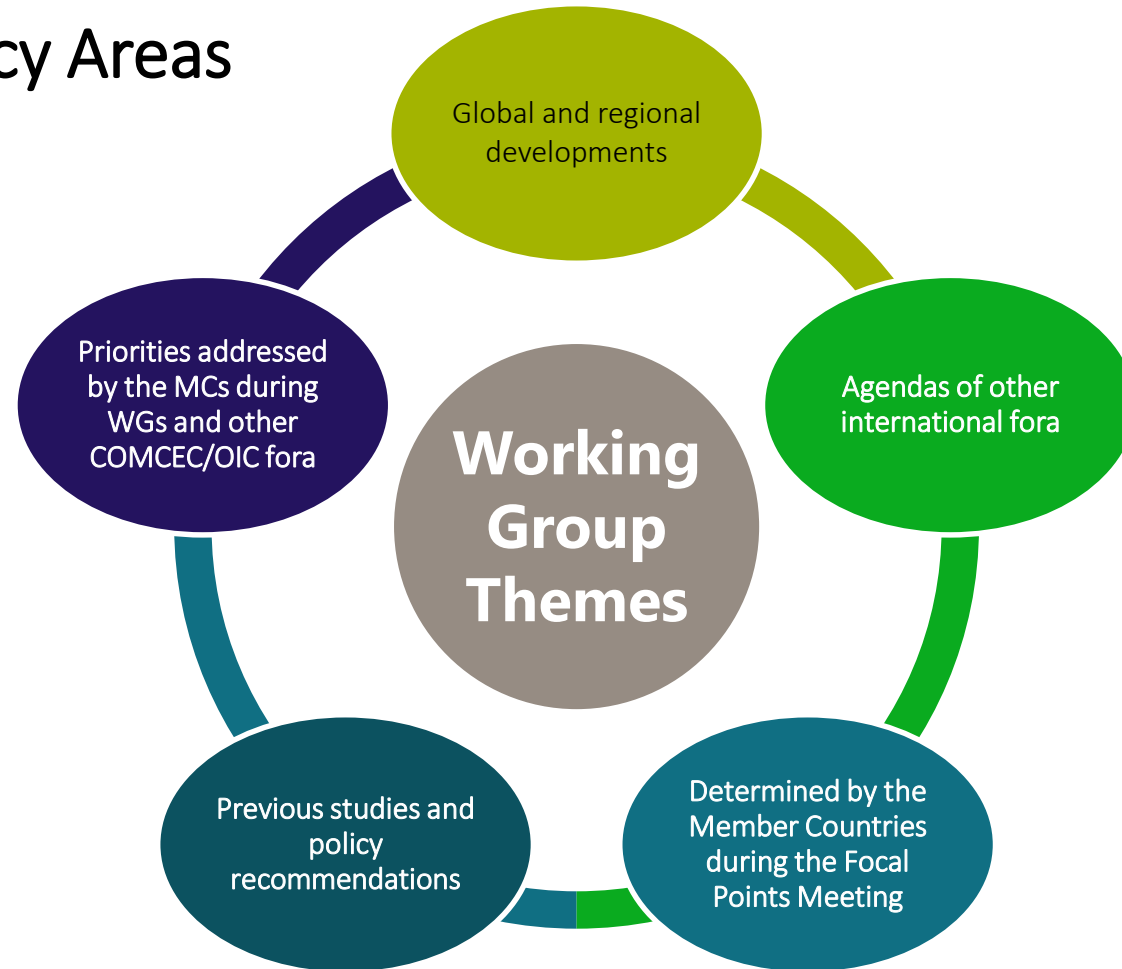 cy Areas
Global and regional
developments
Agendas of other
international fora
Determined by the
Member Countries
during the Focal
Points Meeting
Previous studies and
policy
recommendations
Priorities addressed
by the MCs during
WGs and other
COMCEC/OIC fora
Working
Group
Themes